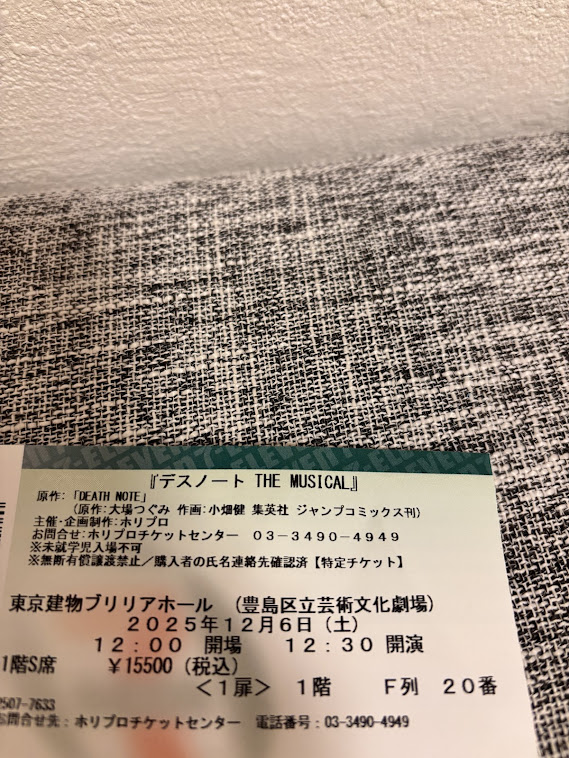 7-ELEVEN
『デスノート THE MUSICAL』
原作:「DEATH NOTE」
(原作:大場つぐみ 作画:小畑健 集英社 ジャンプコミックス刊)
主催・企画制作:ホリプロ
お問合せ:ホリプロチケットセンター 03-3490-4949
※未就学児入場不可
※無断有償譲渡禁止/購入者の氏名連絡先確認済【特定チケット】
東京建物ブリリアホール (豊島区立芸術文化劇場)
2025年12月6日(土)
12:00 開場 12:30 開演
1階S席 ¥15500(税込)
<1扉> 1階 F列 20番
2507-7633
お問合せ先:ホリプロチケットセンター 電話番号:03-3490-4949